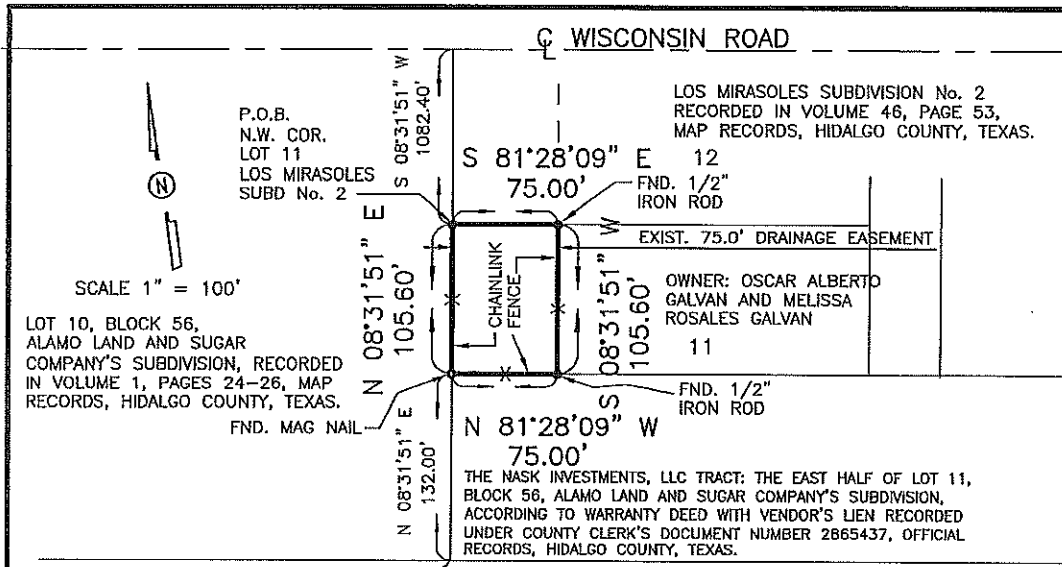 ℄ WISCONSIN ROAD
S 08°31'51" W
1082.40'
P.O.B.
N.W. COR.
LOT 11
LOS MIRASOLES
SUBD No. 2
LOS MIRASOLES SUBDIVISION No. 2
RECORDED IN VOLUME 46, PAGE 53,
MAP RECORDS, HIDALGO COUNTY, TEXAS.
S 81°28'09" E
75.00'
12
FND. 1/2"
IRON ROD
N
SCALE 1" = 100'
EXIST. 75.0' DRAINAGE EASEMENT
N 08°31'51" E
105.60'
CHAINLINK
FENCE
S 08°31'51" W
105.60'
OWNER: OSCAR ALBERTO
GALVAN AND MELISSA
ROSALES GALVAN
11
LOT 10, BLOCK 56,
ALAMO LAND AND SUGAR
COMPANY'S SUBDIVISION, RECORDED
IN VOLUME 1, PAGES 24-26, MAP
RECORDS, HIDALGO COUNTY, TEXAS.
FND. MAG NAIL
FND. 1/2"
IRON ROD
N 81°28'09" W
75.00'
N 08°31'51" E
132.00'
THE NASK INVESTMENTS, LLC TRACT: THE EAST HALF OF LOT 11,
BLOCK 56, ALAMO LAND AND SUGAR COMPANY'S SUBDIVISION,
ACCORDING TO WARRANTY DEED WITH VENDOR'S LIEN RECORDED
UNDER COUNTY CLERK'S DOCUMENT NUMBER 2865437, OFFICIAL
RECORDS, HIDALGO COUNTY, TEXAS.